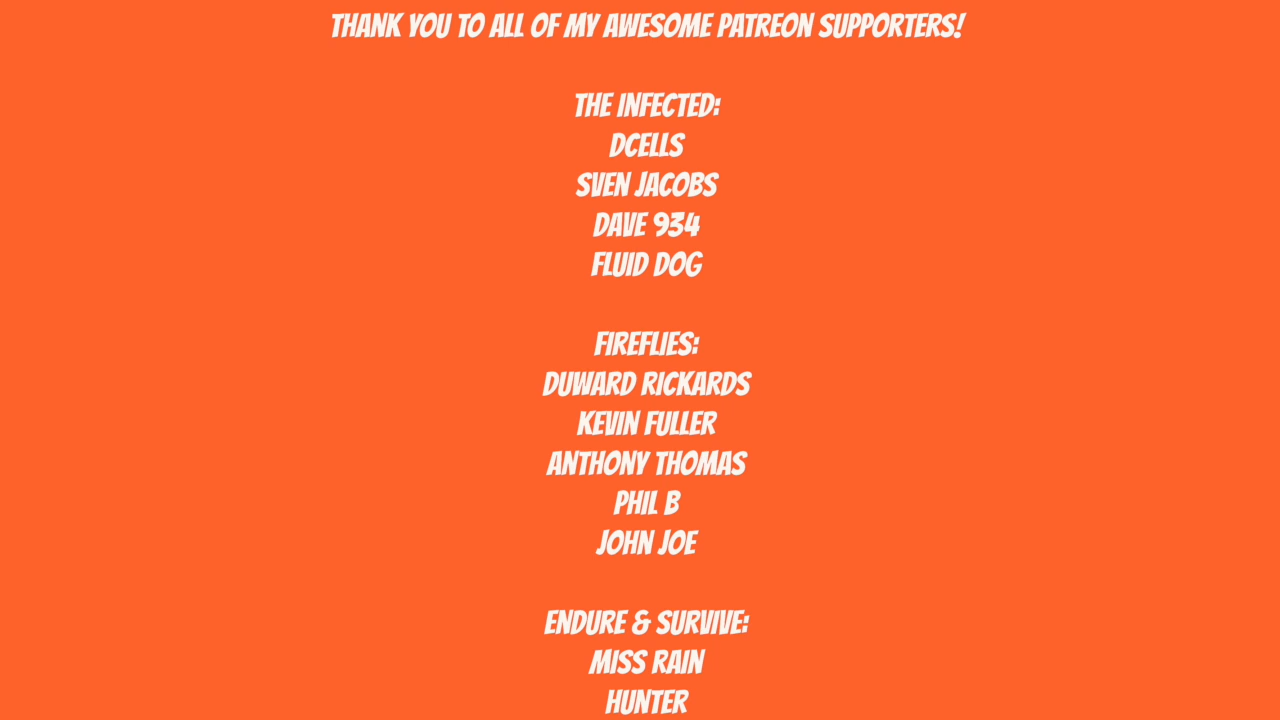 THANK YOU TO ALL OF MY AWESOME PATREON SUPPORTERS!
THE INFECTED:
DCELLS
SVEN JACOBS
DAVE 934
FLUID DOG
FIREFLIES:
DUWARD RICKARDS
KEVIN FULLER
ANTHONY THOMAS
PHIL B
JOHN JOE
ENDURE & SURVIVE:
MISS RAIN
HUNTER